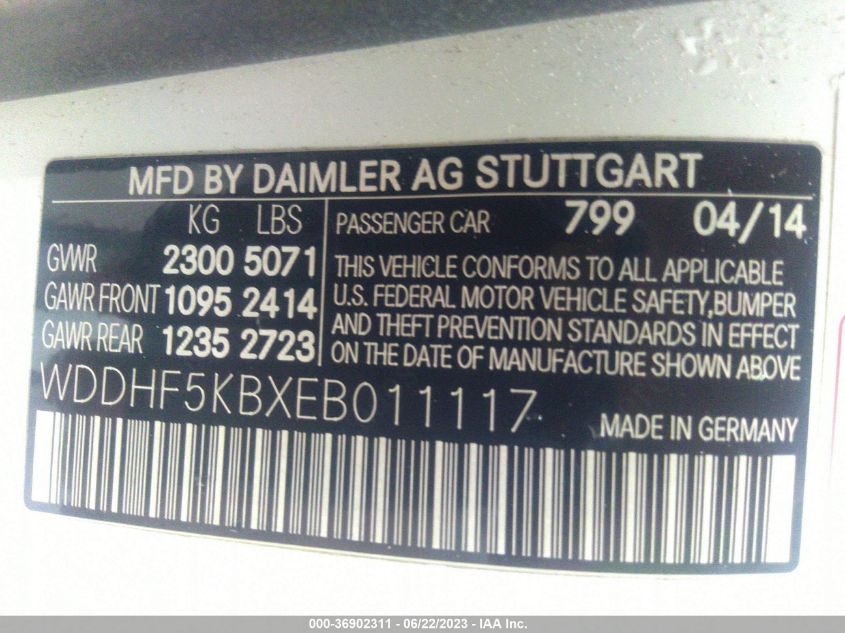 MFD BY DAIMLER AG STUTTGART
KG LBS
GVWR 2300 5071
GAWR FRONT 1095 2414
GAWR REAR 1235 2723
PASSENGER CAR 799 04/14
THIS VEHICLE CONFORMS TO ALL APPLICABLE
U.S. FEDERAL MOTOR VEHICLE SAFETY,BUMPER
AND THEFT PREVENTION STANDARDS IN EFFECT
ON THE DATE OF MANUFACTURE SHOWN ABOVE
WDDHF5KBXEB011117
MADE IN GERMANY
000-36902311 - 06/22/2023 - IAA Inc.